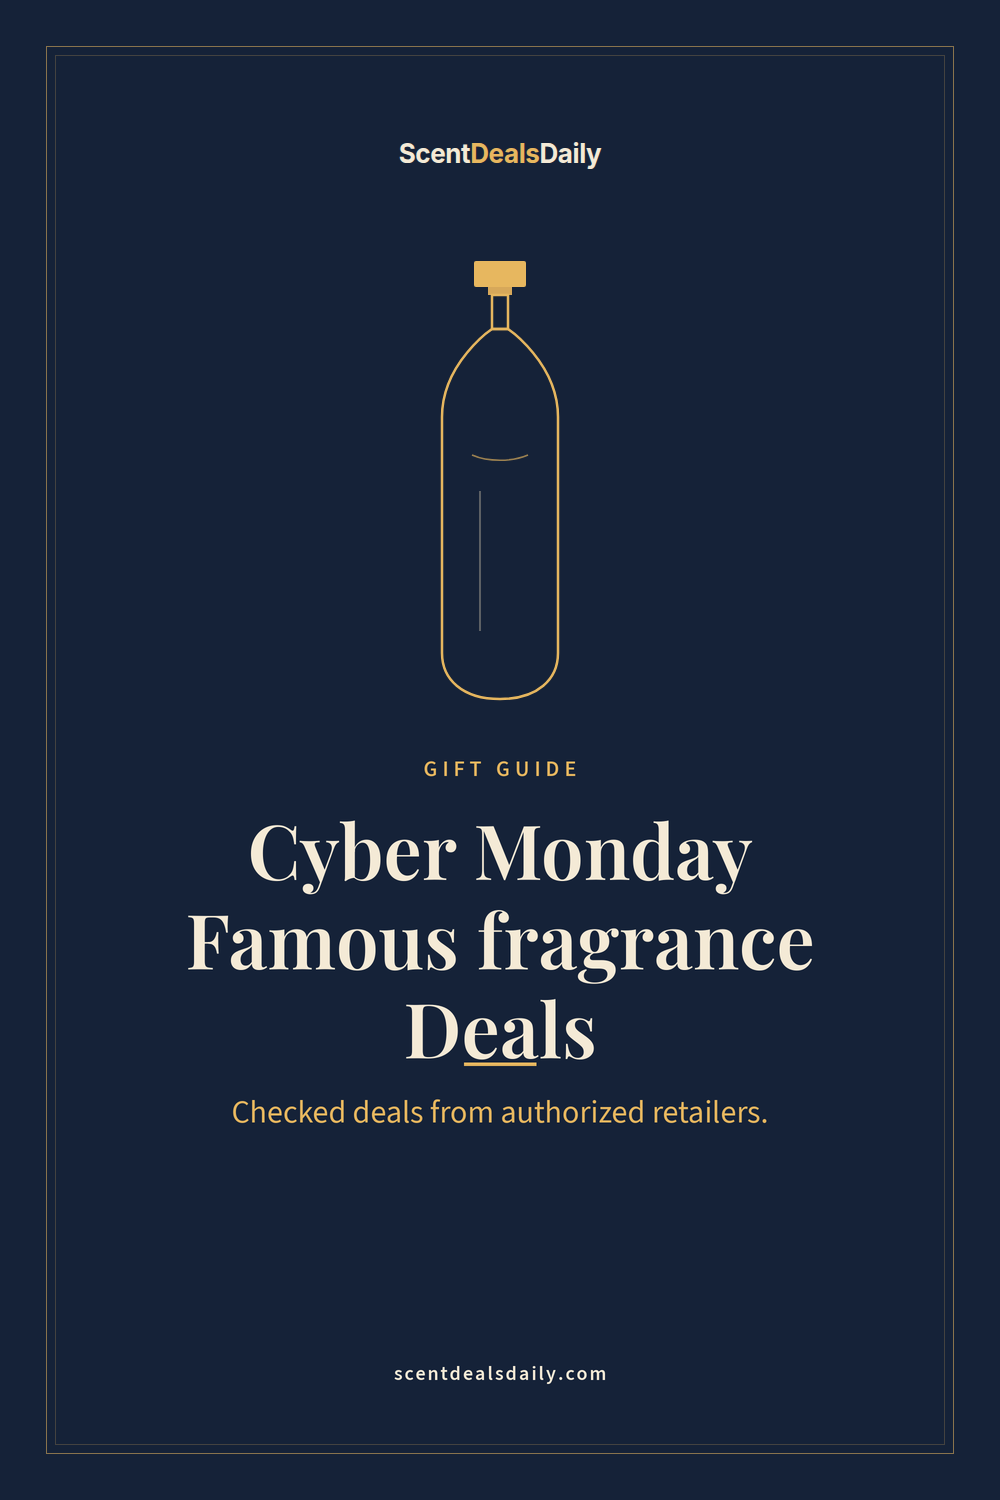 ScentDealsDaily
GIFT GUIDE
Cyber Monday
Famous fragrance
Deals
Checked deals from authorized retailers.
scentdealsdaily.com